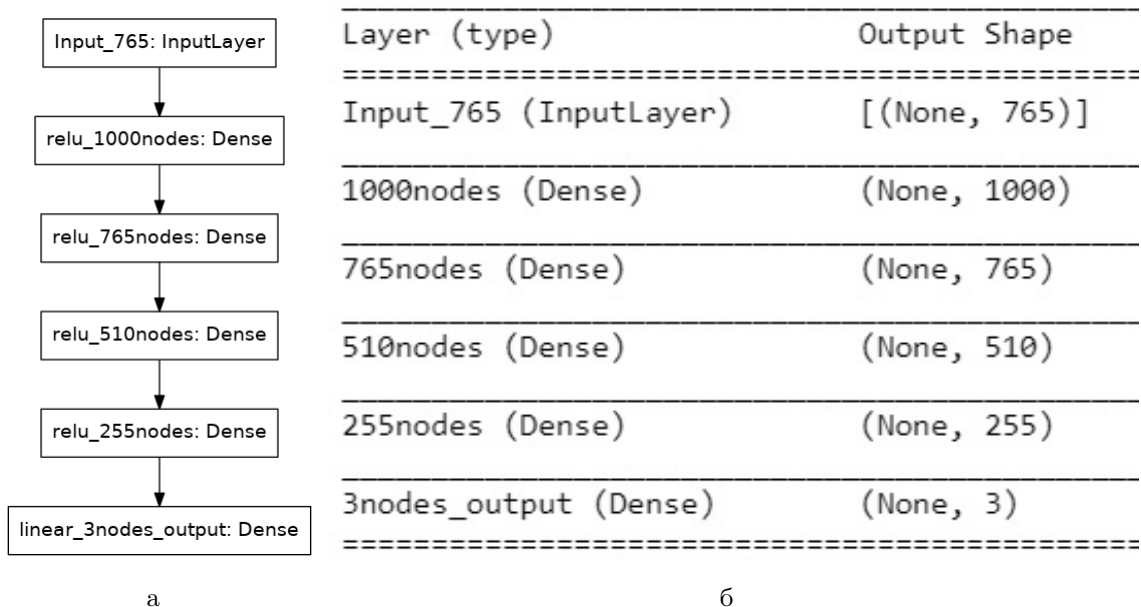 Input_765: InputLayer
relu_1000nodes: Dense
relu_765nodes: Dense
relu_510nodes: Dense
relu_255nodes: Dense
linear_3nodes_output: Dense
а
Layer (type) Output Shape
Input_765 (InputLayer) [(None, 765)]
1000nodes (Dense) (None, 1000)
765nodes (Dense) (None, 765)
510nodes (Dense) (None, 510)
255nodes (Dense) (None, 255)
3nodes_output (Dense) (None, 3)
б